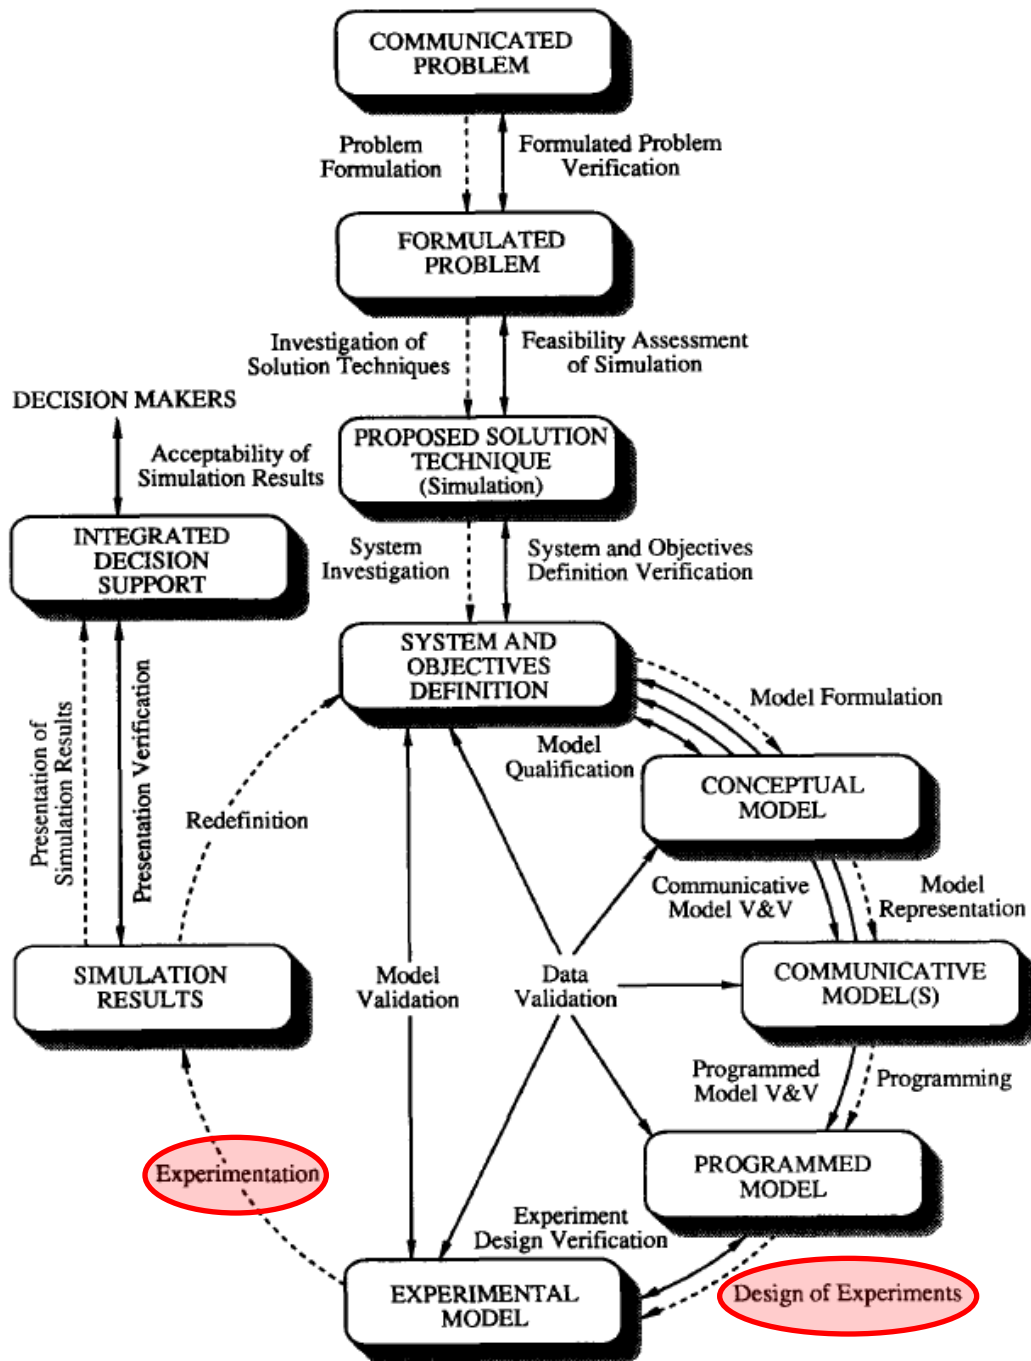 COMMUNICATED
PROBLEM
Problem
Formulation
Formulated Problem
Verification
FORMULATED
PROBLEM
Investigation of
Solution Techniques
Feasibility Assessment
of Simulation
DECISION MAKERS
Acceptability of
Simulation Results
PROPOSED SOLUTION
TECHNIQUE
(Simulation)
INTEGRATED
DECISION
SUPPORT
System
Investigation
System and Objectives
Definition Verification
SYSTEM AND
OBJECTIVES
DEFINITION
Model Formulation
Presentation of
Simulation Results
Presentation Verification
Redefinition
Model
Qualification
CONCEPTUAL
MODEL
Communicative
Model V&V
Model
Representation
SIMULATION
RESULTS
Model
Validation
Data
Validation
COMMUNICATIVE
MODEL(S)
Programmed
Model V&V
Programming
Experimentation
PROGRAMMED
MODEL
Experiment
Design Verification
EXPERIMENTAL
MODEL
Design of Experiments